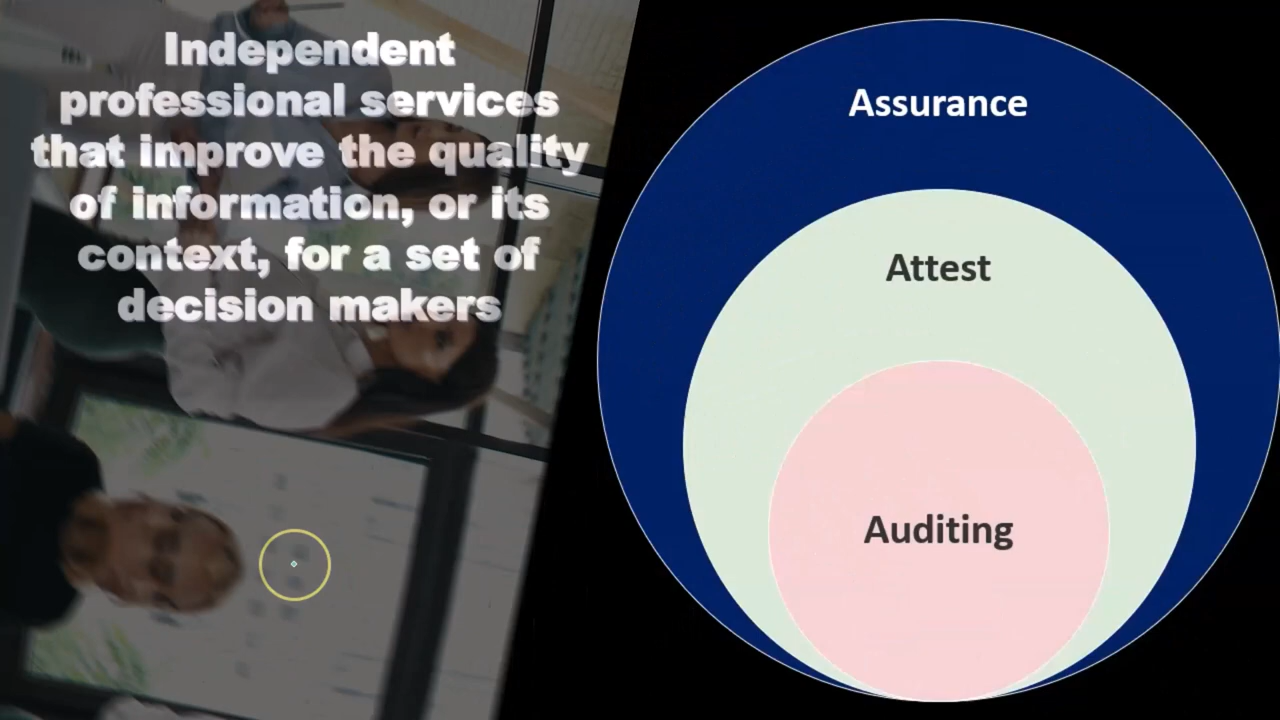 Independent
professional services
that improve the quality
of information, or its
context, for a set of
decision makers
Assurance
Attest
Auditing